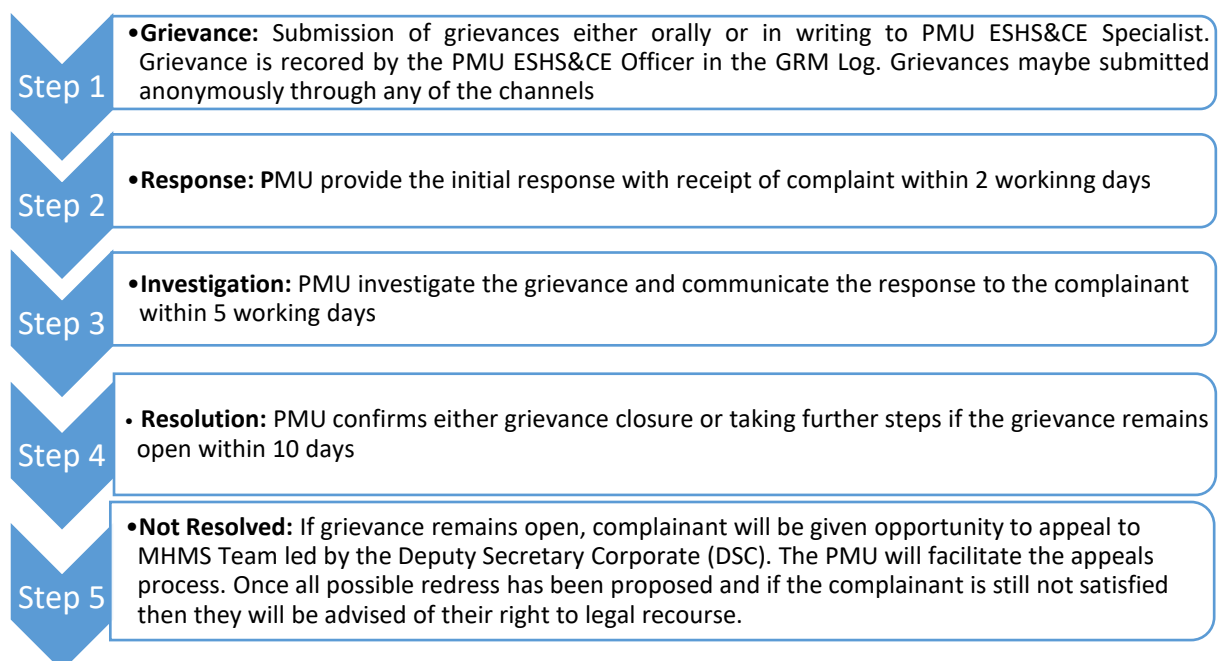 Step 1
•Grievance: Submission of grievances either orally or in writing to PMU ESHS&CE Specialist.
Grievance is recored by the PMU ESHS&CE Officer in the GRM Log. Grievances maybe submitted
anonymously through any of the channels
Step 2
•Response: PMU provide the initial response with receipt of complaint within 2 workinng days
Step 3
•Investigation: PMU investigate the grievance and communicate the response to the complainant
within 5 working days
Step 4
• Resolution: PMU confirms either grievance closure or taking further steps if the grievance remains
open within 10 days
Step 5
•Not Resolved: If grievance remains open, complainant will be given opportunity to appeal to
MHMS Team led by the Deputy Secretary Corporate (DSC). The PMU will facilitate the appeals
process. Once all possible redress has been proposed and if the complainant is still not satisfied
then they will be advised of their right to legal recourse.